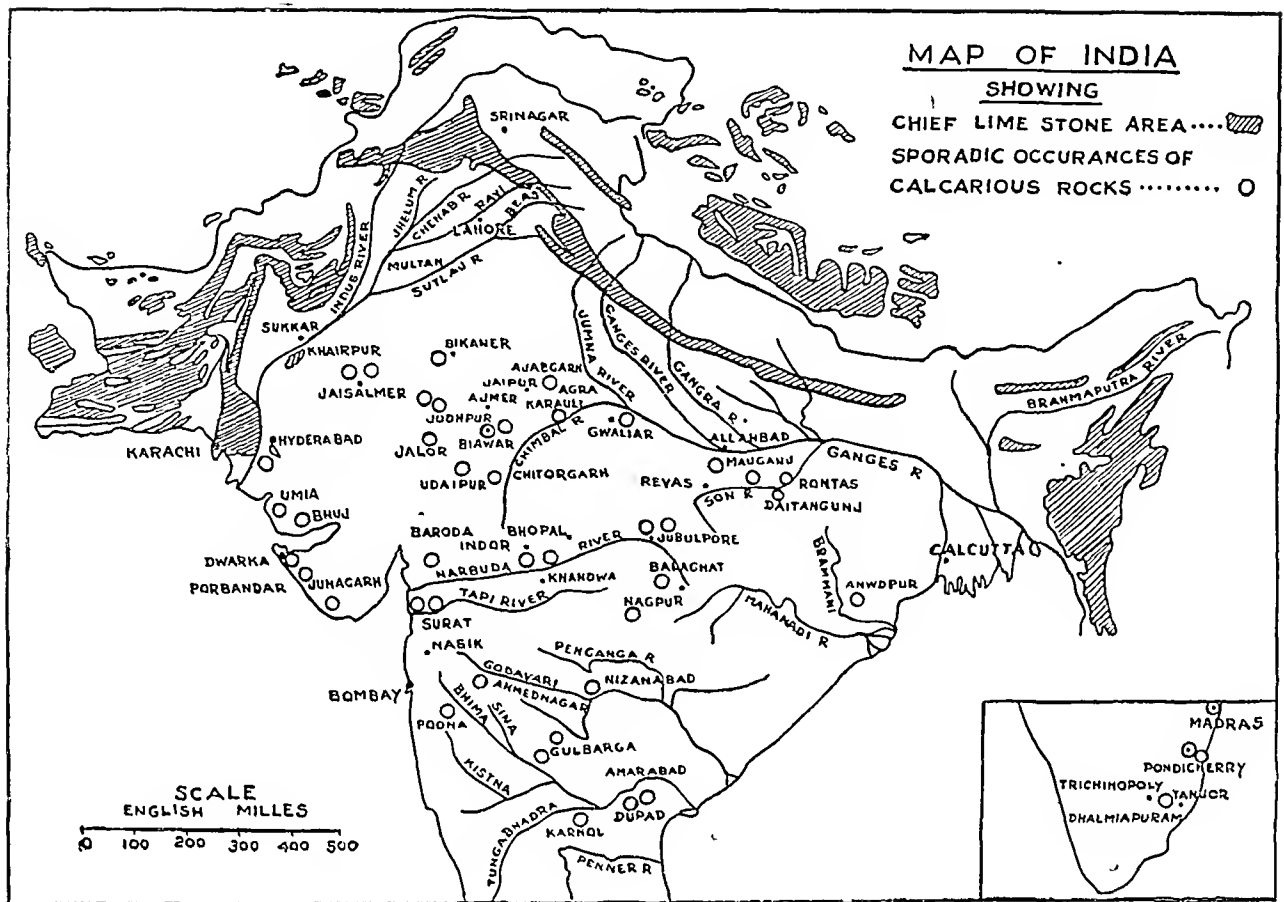 MAP OF INDIA
SHOWING
CHIEF LIME STONE AREA....
SPORADIC OCCURANCES OF
CALCARIOUS ROCKS .........
SRINAGAR
JHELUM R
CHENAB R
RAVI
BEAS
LAHORE
MULTAN
SUTLAJ R
INDUS RIVER
SUKKAR
KHAIRPUR
JAISALMER
BIKANER
AJABGARH
JAIPUR
AGRA
AJMER
KARAULI
JODHPUR
BIAWAR
JALOR
CHIMBAL R
GWALIAR
JUMNA RIVER
GANGES RIVER
GANGRA R
ALLAHBAD
GANGES R
BRAHMAPUTRA RIVER
KARACHI
HYDERABAD
UDAIPUR
CHITORGARH
MAUGANJ
REVAS
SON R
ROHTAS
DAITANGUNJ
UMIA
BHUJ
BARODA
BHOPAL
INDOR
RIVER
JUBULPORE
NARBUDA
DWARKA
PORBANDAR
JUNAGARH
KHANDWA
TAPI RIVER
BALAGHAT
BRAMMANI
CALCUTTA
ANWDPUR
SURAT
NAGPUR
MAHANADI R
NASIK
PENGANGA R
GODAVARI
NIZANABAD
AHMEDNAGAR
BOMBAY
BHIMA
SINA
POONA
GULBARGA
KISTNA
AMARABAD
DUPAD
KARNOL
TUNGABHADRA
PENNER R
SCALE
ENGLISH MILLES
0 100 200 300 400 500
MADRAS
PONDICHERRY
TRICHINOPOLY
TANJOR
DHALMIAPURAM